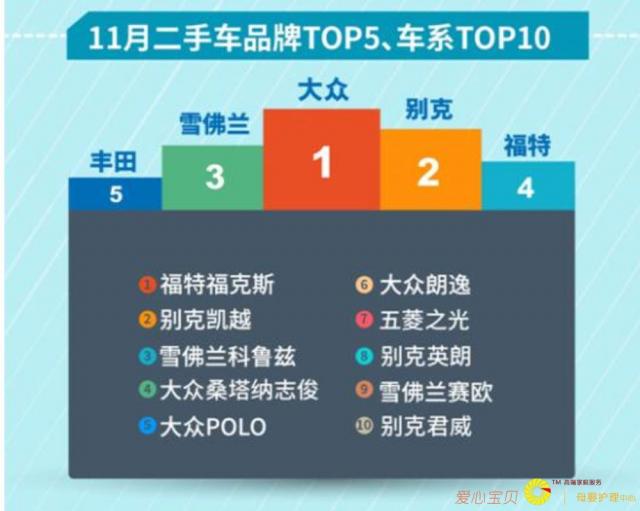 11月二手车品牌TOP5、车系TOP10
大众
别克
雪佛兰
福特
丰田
1
2
3
4
5
1 福特福克斯
2 别克凯越
3 雪佛兰科鲁兹
4 大众桑塔纳志俊
5 大众POLO
6 大众朗逸
7 五菱之光
8 别克英朗
9 雪佛兰赛欧
10 别克君威
爱心宝贝
TM 高端家庭服务
母婴护理中心